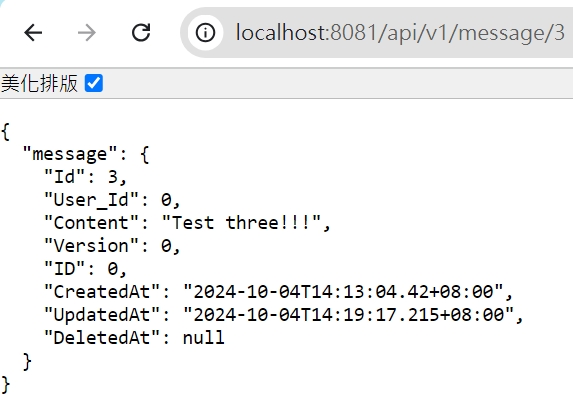 localhost:8081/api/v1/message/3
美化排版
{
  "message": {
    "Id": 3,
    "User_Id": 0,
    "Content": "Test three!!!",
    "Version": 0,
    "ID": 0,
    "CreatedAt": "2024-10-04T14:13:04.42+08:00",
    "UpdatedAt": "2024-10-04T14:19:17.215+08:00",
    "DeletedAt": null
  }
}